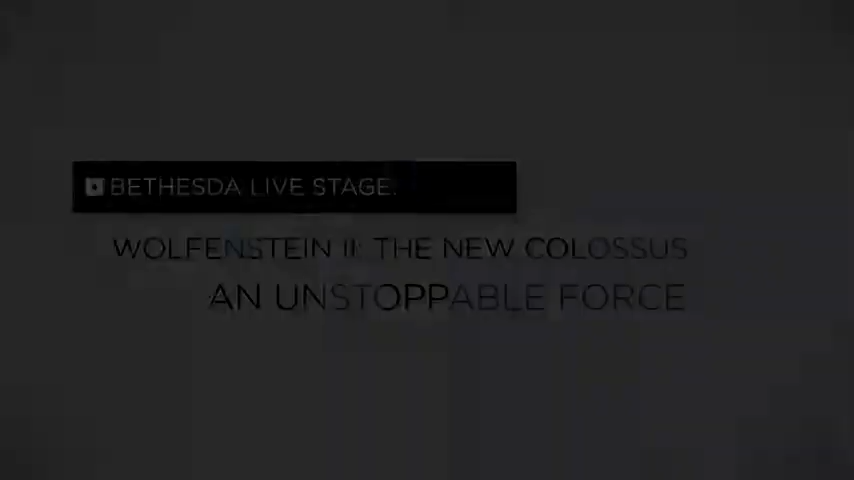 BETHESDA LIVE STAGE:
WOLFENSTEIN II: THE NEW COLOSSUS
AN UNSTOPPABLE FORCE